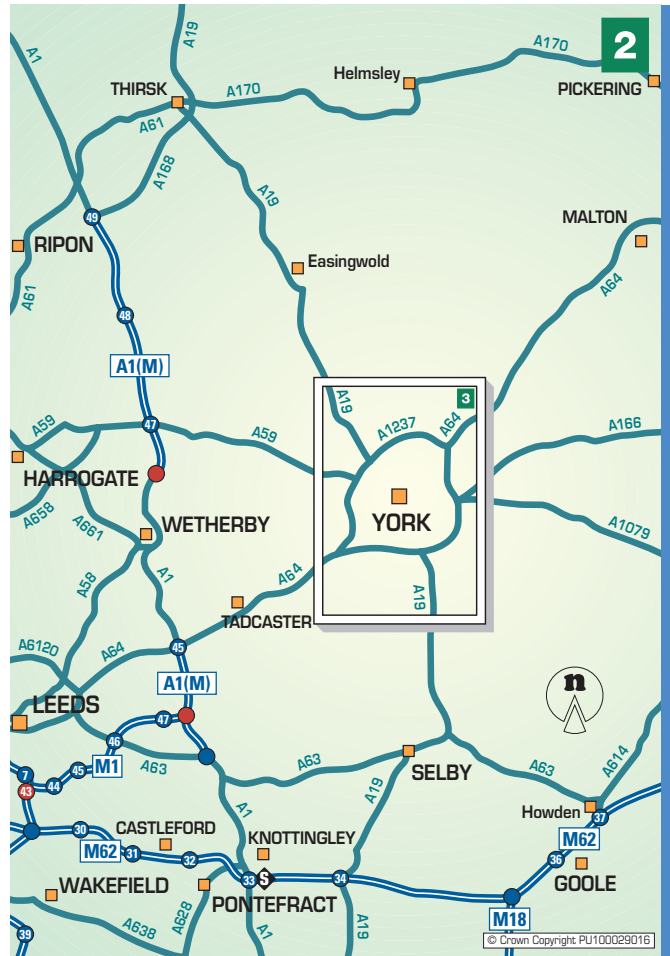 A19
A1
2
A170
Helmsley
THIRSK
A170
PICKERING
A61
A168
A19
MALTON
49
RIPON
Easingwold
A64
A61
48
A1(M)
A19
3
A59
47
A59
A1237
A64
A166
HARROGATE
A658
A661
WETHERBY
YORK
A1079
A58
A1
A64
A19
TADCASTER
A6120
A64
45
A1(M)
n
LEEDS
47
46
M1
A63
7
45
44
43
A63
SELBY
A63
A614
A1
A19
Howden
37
30
CASTLEFORD
KNOTTINGLEY
M62
M62
31
32
36
33
S
34
GOOLE
WAKEFIELD
A628
PONTEFRACT
A638
M18
39
A1
A19
© Crown Copyright PU100029016